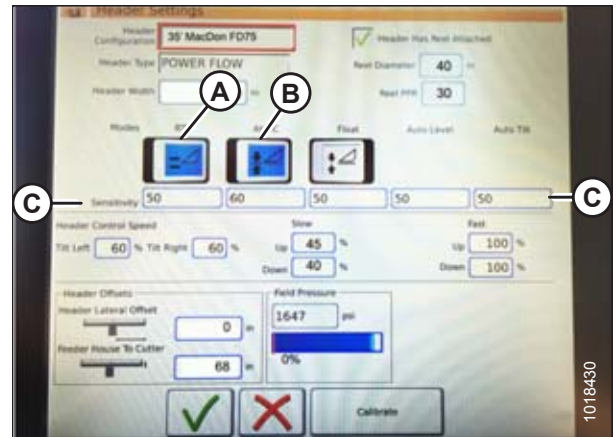 Header Settings
Header Configuration 35' MacDon FD75
Header Has Reel Attached
Header Type POWER FLOW
Reel Diameter 40 in
Header Width
Reel PPR 30
A
B
Modes Float Auto Level Auto Tilt
C Sensitivity 50 60 50 50 50 C
Header Control Speed Slow Fast
Tilt Left 60 % Tilt Right 60 % Up 45 % Up 100 %
Down 40 % Down 100 %
Header Offsets Field Pressure
Header Lateral Offset
0 in 1647 psi
Feeder House To Cutter
68 in 0%
Calibrate
1018430